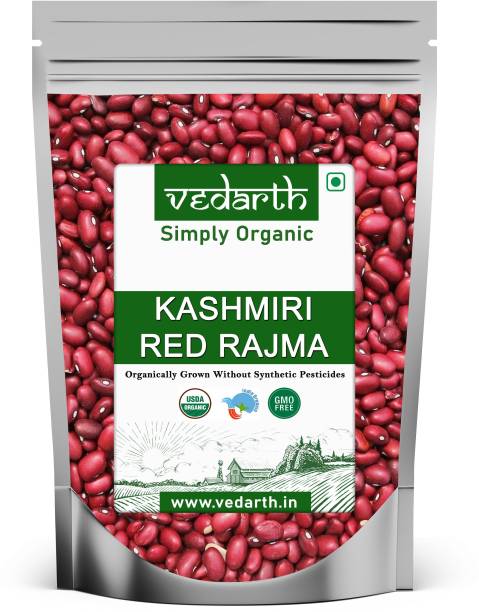 vedarth
Simply Organic
KASHMIRI
RED RAJMA
Organically Grown Without Synthetic Pesticides
USDA
ORGANIC
GMO
FREE
www.vedarth.in